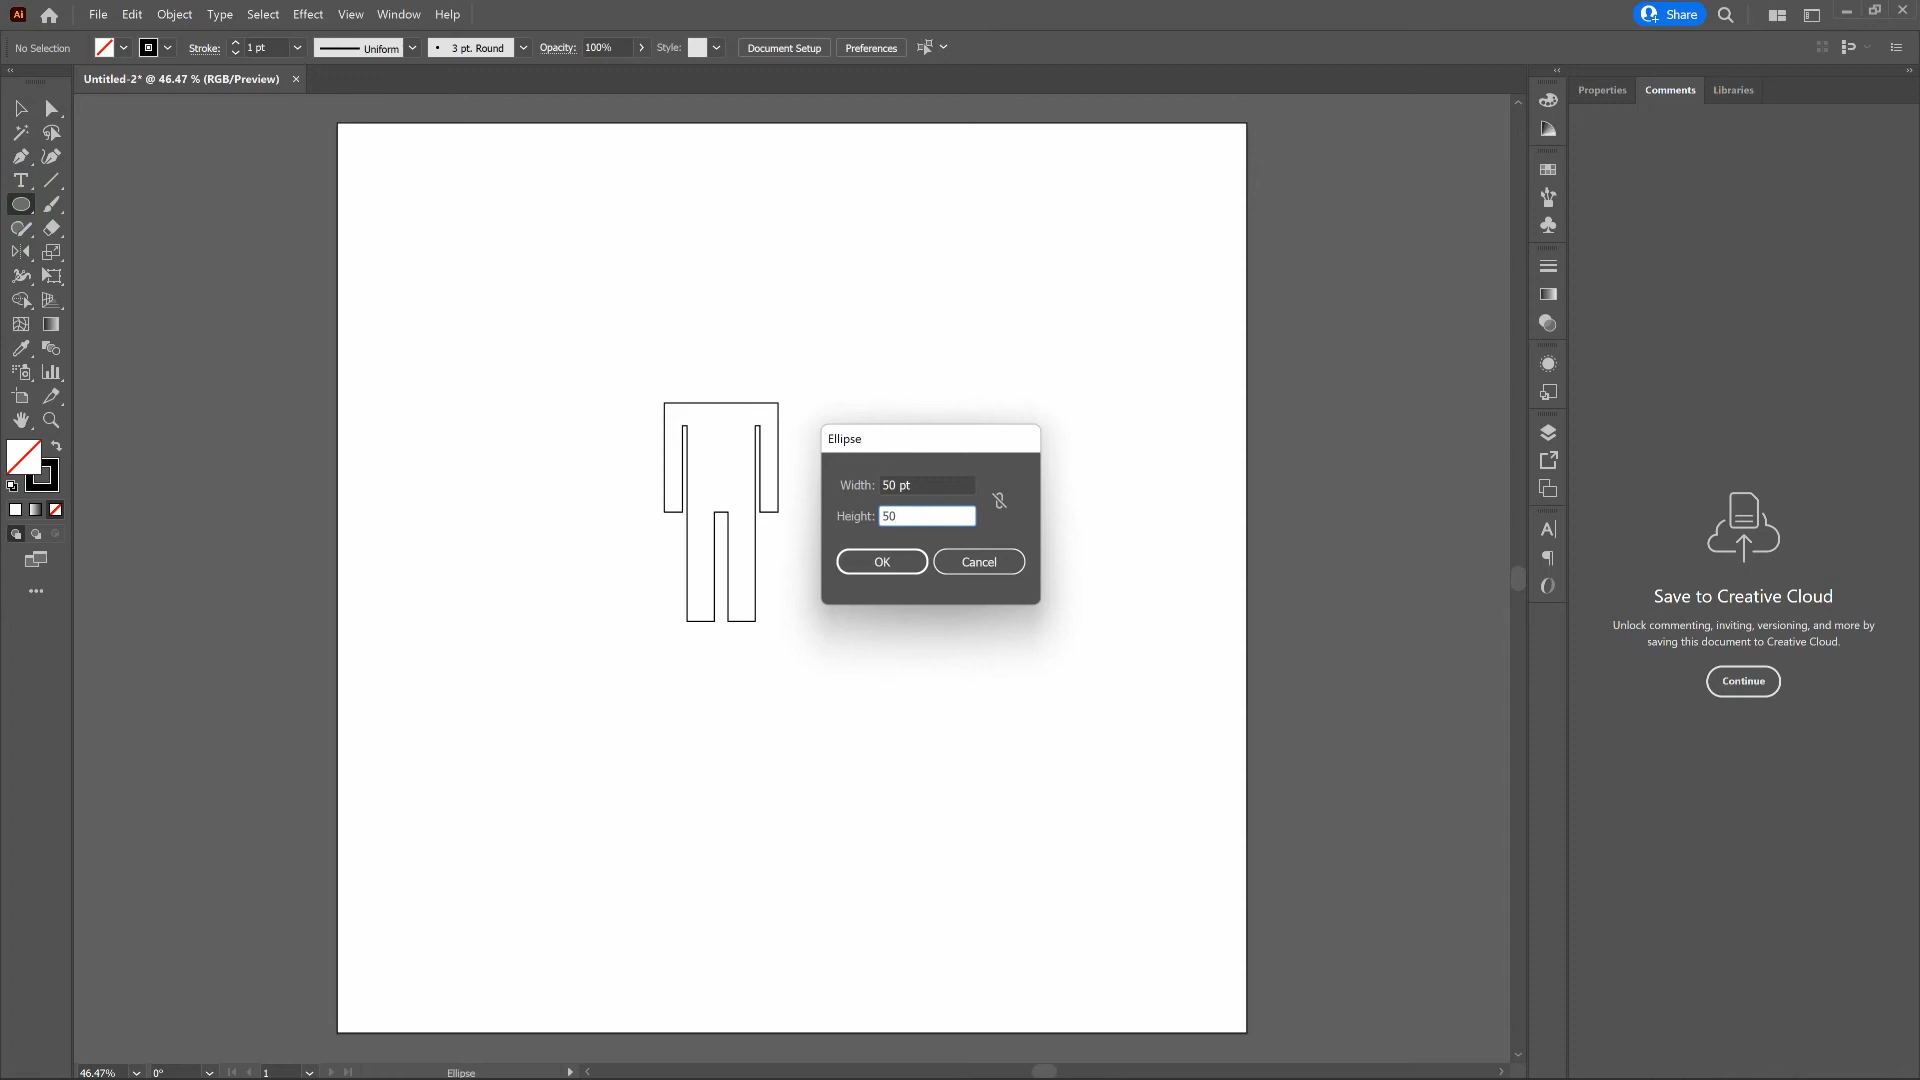 Ai File Edit Object Type Select Effect View Window Help Share
No Selection Stroke: 1 pt Uniform 3 pt. Round Opacity: 100% Style: Document Setup Preferences
Untitled-2* @ 46.47 % (RGB/Preview)
Properties Comments Libraries
Ellipse
Width: 50 pt
Height: 50
OK Cancel
Save to Creative Cloud
Unlock commenting, inviting, versioning, and more by
saving this document to Creative Cloud.
Continue
46.47% 0° 1 Ellipse